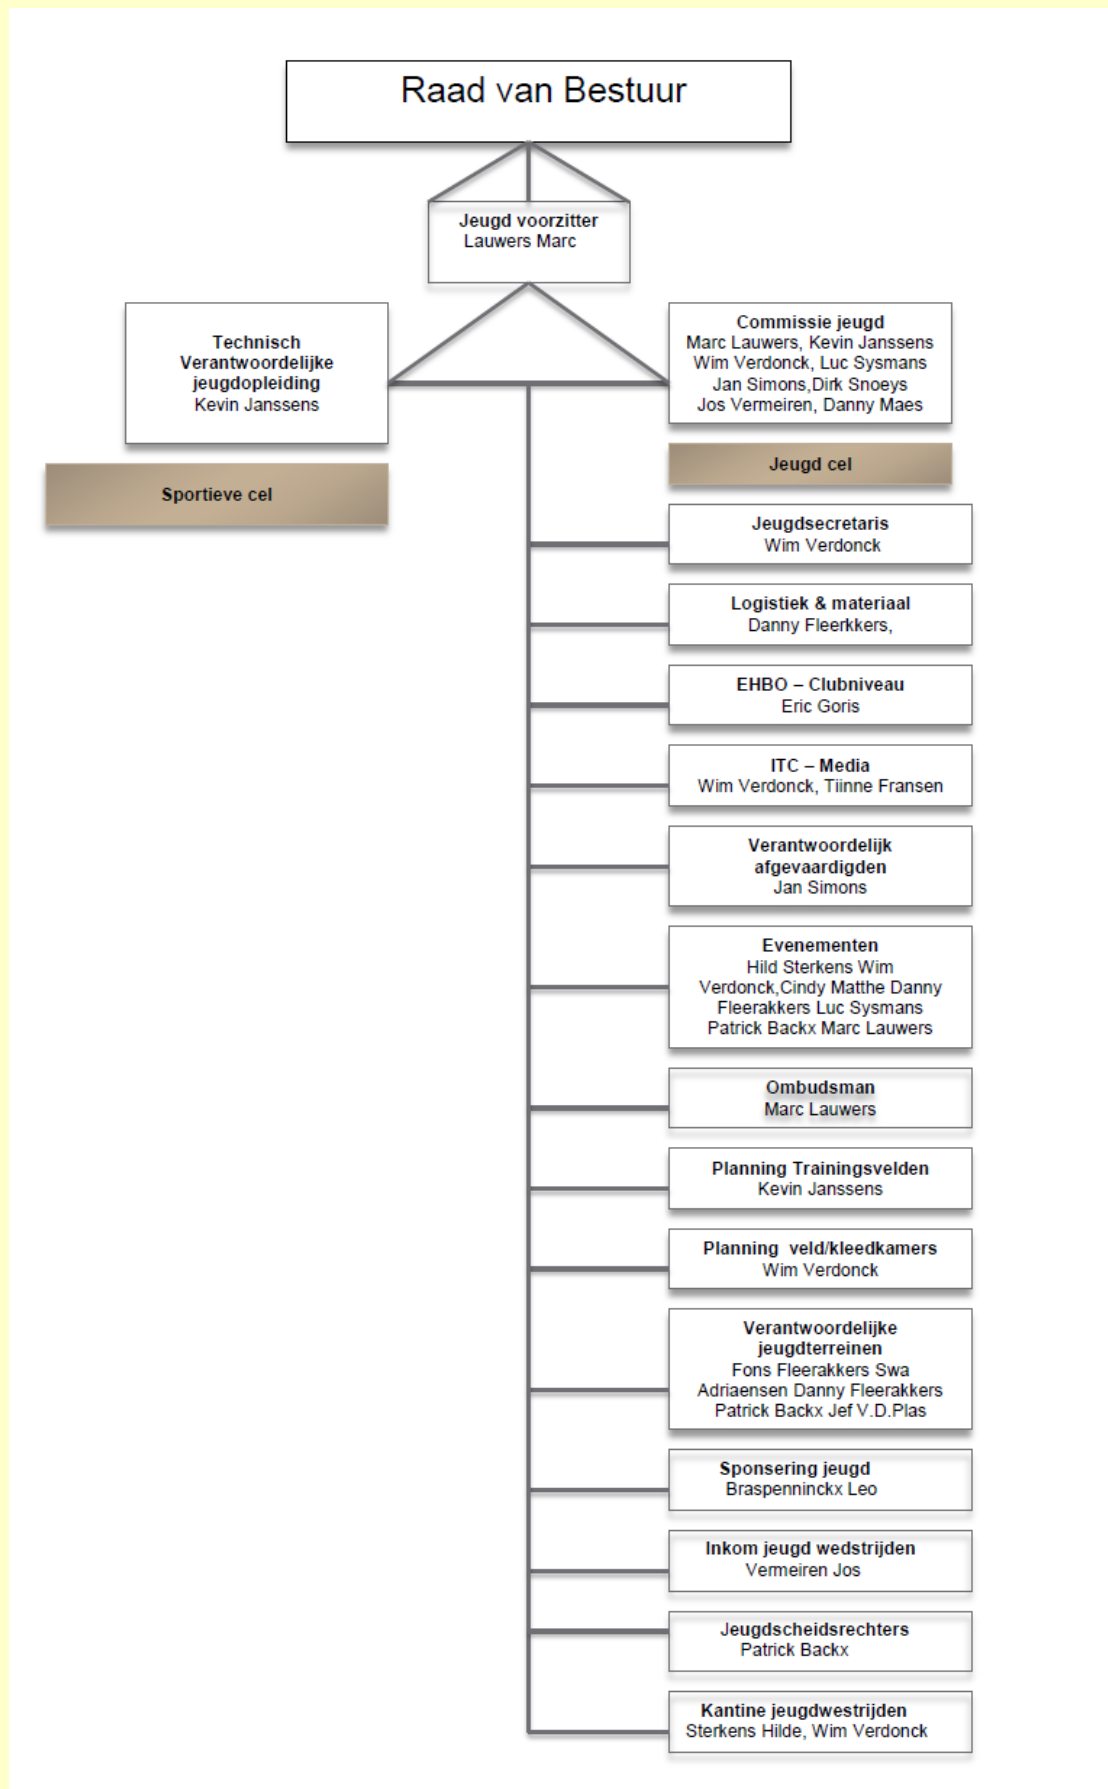 Raad van Bestuur
Jeugd voorzitter
Lauwers Marc
Technisch
Verantwoordelijke
jeugdopleiding
Kevin Janssens
Sportieve cel
Commissie jeugd
Marc Lauwers, Kevin Janssens
Wim Verdonck, Luc Sysmans
Jan Simons,Dirk Snoeys
Jos Vermeiren, Danny Maes
Jeugd cel
Jeugdsecretaris
Wim Verdonck
Logistiek & materiaal
Danny Fleerkkers,
EHBO – Clubniveau
Eric Goris
ITC – Media
Wim Verdonck, Tiinne Fransen
Verantwoordelijk
afgevaardigden
Jan Simons
Evenementen
Hild Sterkens Wim
Verdonck,Cindy Matthe Danny
Fleerakkers Luc Sysmans
Patrick Backx Marc Lauwers
Ombudsman
Marc Lauwers
Planning Trainingsvelden
Kevin Janssens
Planning  veld/kleedkamers
Wim Verdonck
Verantwoordelijke
jeugdterreinen
Fons Fleerakkers Swa
Adriaensen Danny Fleerakkers
Patrick Backx Jef V.D.Plas
Sponsering jeugd
Braspenninckx Leo
Inkom jeugd wedstrijden
Vermeiren Jos
Jeugdscheidsrechters
Patrick Backx
Kantine jeugdwestrijden
Sterkens Hilde, Wim Verdonck